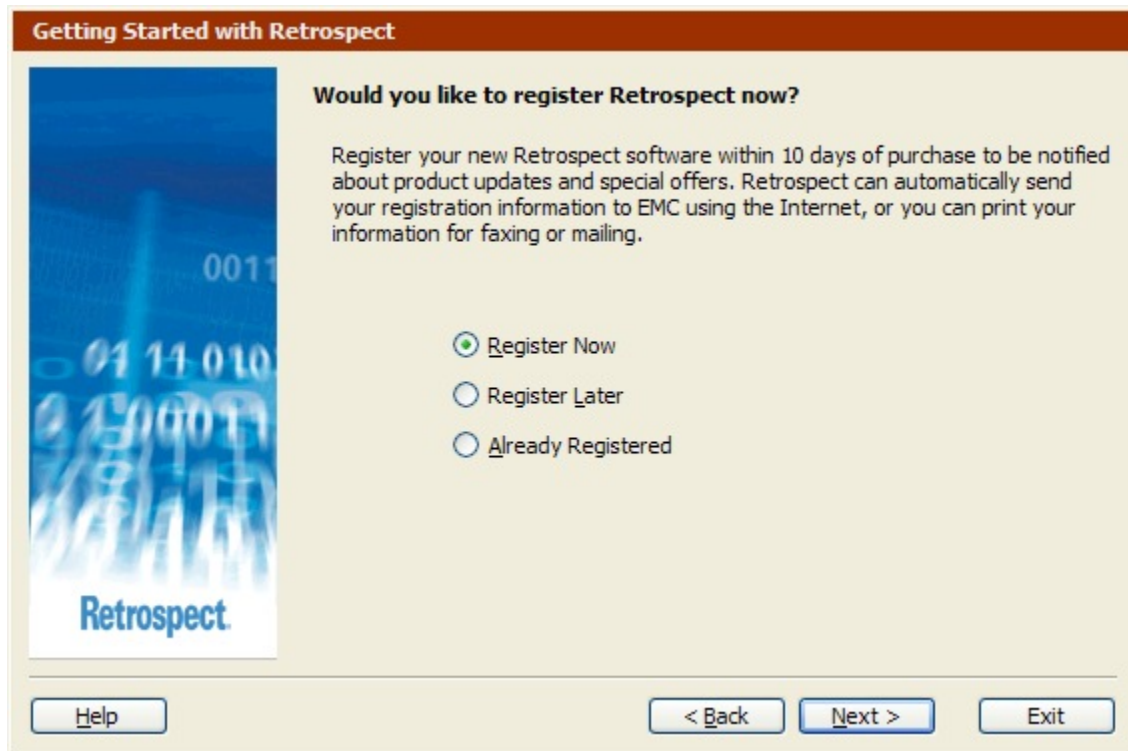 Getting Started with Retrospect
Would you like to register Retrospect now?
Register your new Retrospect software within 10 days of purchase to be notified
about product updates and special offers. Retrospect can automatically send
your registration information to EMC using the Internet, or you can print your
information for faxing or mailing.
0011
01 11 010
0 1 00011
Register Now
Register Later
Already Registered
Retrospect.
Help
< Back
Next >
Exit